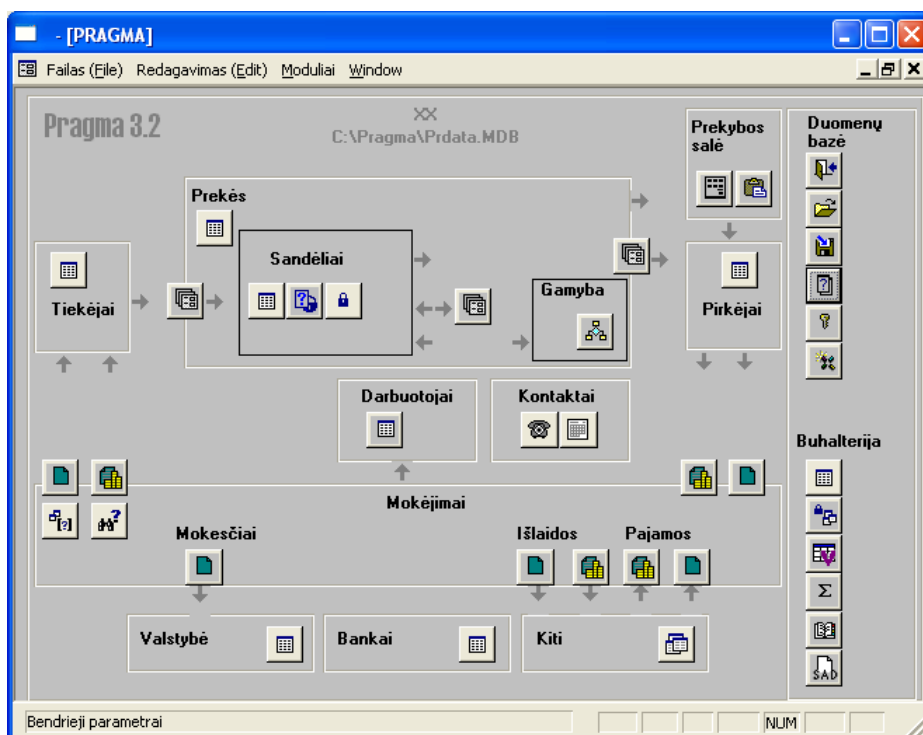 - [PRAGMA]
Failas (File) Redagavimas (Edit) Moduliai Window
Pragma 3.2
XX
C:\Pragma\Prdata.MDB
Prekybos
salė
Duomenų
bazė
Prekės
Sandėliai
Tiekėjai
Gamyba
Pirkėjai
Darbuotojai
Kontaktai
Buhalterija
Mokėjimai
Mokesčiai
Išlaidos
Pajamos
Valstybė
Bankai
Kiti
Σ
SAD
Bendrieji parametrai
NUM